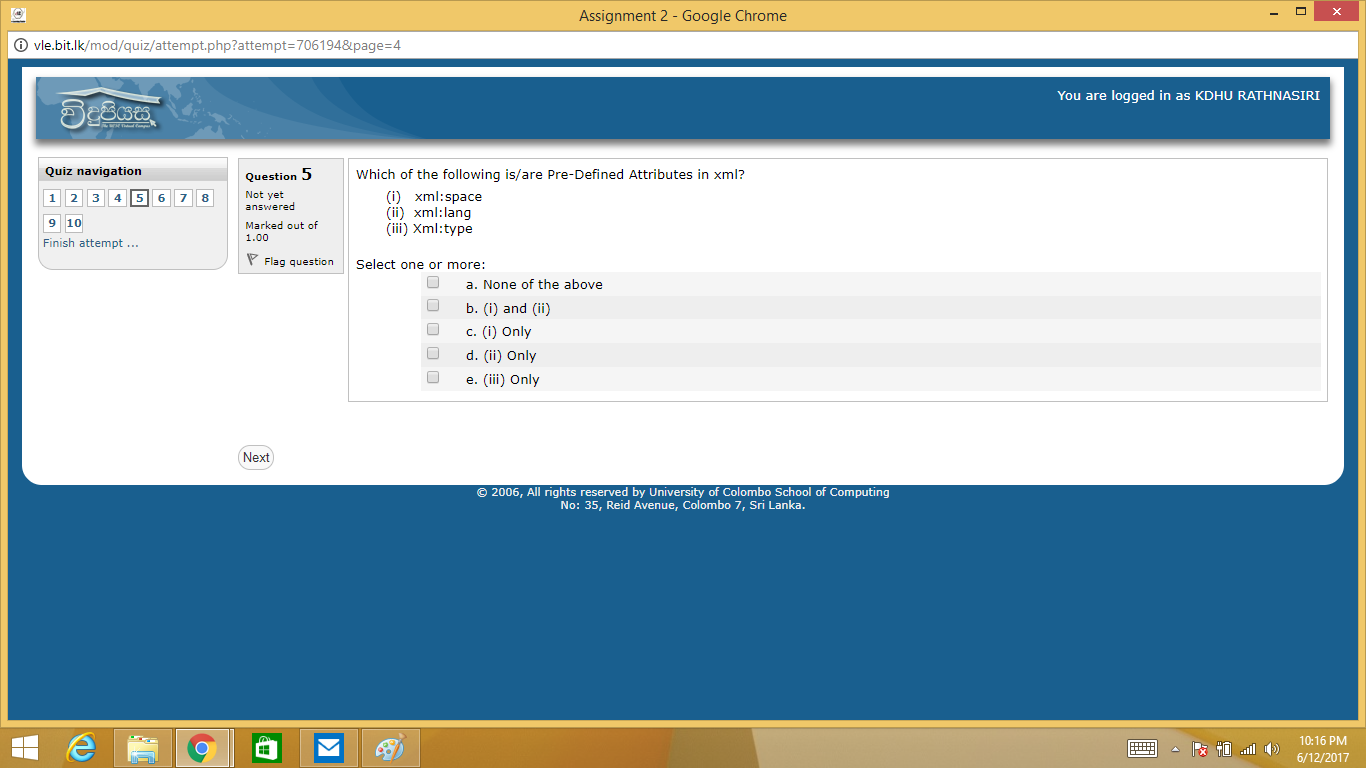 Assignment 2 - Google Chrome
vle.bit.lk/mod/quiz/attempt.php?attempt=706194&page=4
විදුපියස
You are logged in as KDHU RATHNASIRI
Quiz navigation
1 2 3 4 5 6 7 8
9 10
Finish attempt ...
Question 5
Not yet
answered
Marked out of
1.00
Flag question
Which of the following is/are Pre-Defined Attributes in xml?
(i) xml:space
(ii) xml:lang
(iii) Xml:type
Select one or more:
a. None of the above
b. (i) and (ii)
c. (i) Only
d. (ii) Only
e. (iii) Only
Next
© 2006, All rights reserved by University of Colombo School of Computing
No: 35, Reid Avenue, Colombo 7, Sri Lanka.
10:16 PM
6/12/2017